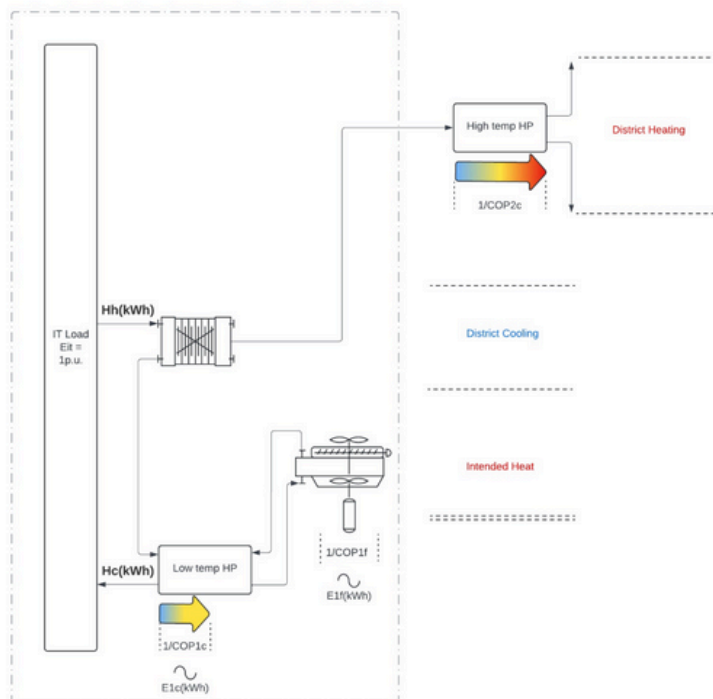 High temp HP
District Heating
1/COP2c
Hh(kWh)
IT Load
Eit =
1p.u.
District Cooling
Intended Heat
1/COP1f
Hc(kWh)
Low temp HP
E1f(kWh)
1/COP1c
E1c(kWh)